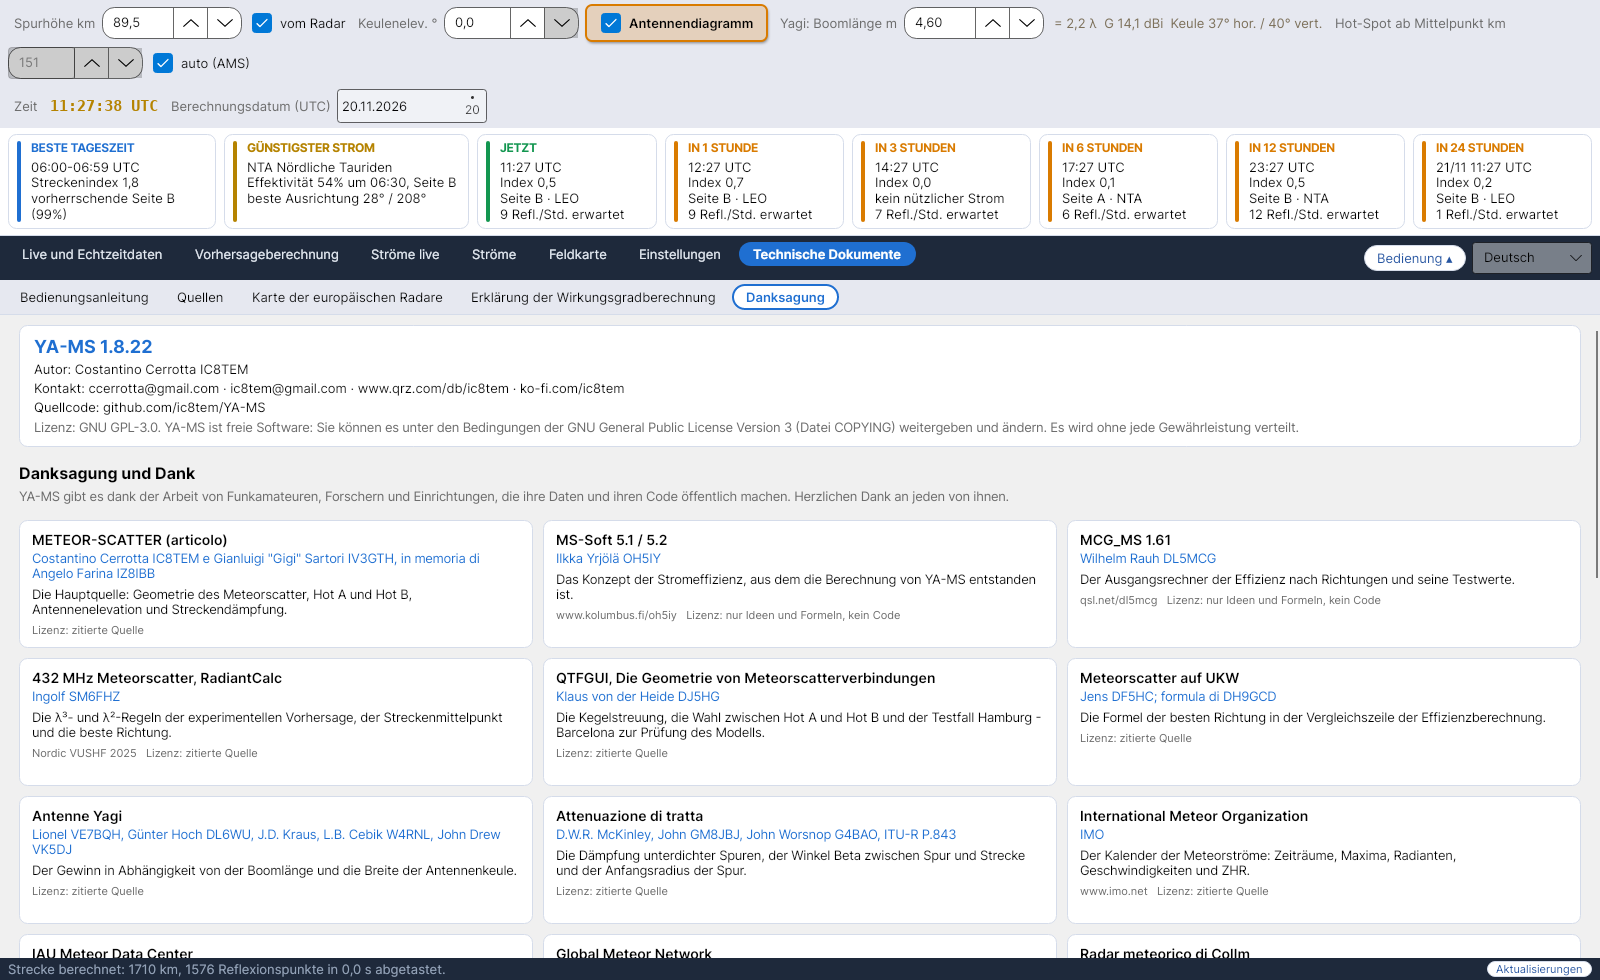 Spurhöhe km 89,5 vom Radar Keulenelev. ° 0,0 Antennendiagramm Yagi: Boomlänge m 4,60 = 2,2 λ G 14,1 dBi Keule 37° hor. / 40° vert. Hot-Spot ab Mittelpunkt km
151 auto (AMS)
Zeit 11:27:38 UTC Berechnungsdatum (UTC) 20.11.2026 20
BESTE TAGESZEIT
06:00-06:59 UTC
Streckenindex 1,8
vorherrschende Seite B
(99%)
GÜNSTIGSTER STROM
NTA Nördliche Tauriden
Effektivität 54% um 06:30, Seite B
beste Ausrichtung 28° / 208°
JETZT
11:27 UTC
Index 0,5
Seite B · LEO
9 Refl./Std. erwartet
IN 1 STUNDE
12:27 UTC
Index 0,7
Seite B · LEO
9 Refl./Std. erwartet
IN 3 STUNDEN
14:27 UTC
Index 0,0
kein nützlicher Strom
7 Refl./Std. erwartet
IN 6 STUNDEN
17:27 UTC
Index 0,1
Seite A · NTA
6 Refl./Std. erwartet
IN 12 STUNDEN
23:27 UTC
Index 0,5
Seite B · NTA
12 Refl./Std. erwartet
IN 24 STUNDEN
21/11 11:27 UTC
Index 0,2
Seite B · LEO
1 Refl./Std. erwartet
Live und Echtzeitdaten Vorhersageberechnung Ströme live Ströme Feldkarte Einstellungen Technische Dokumente Bedienung ▴ Deutsch
Bedienungsanleitung Quellen Karte der europäischen Radare Erklärung der Wirkungsgradberechnung Danksagung
YA-MS 1.8.22
Autor: Costantino Cerrotta IC8TEM
Kontakt: ccerrotta@gmail.com · ic8tem@gmail.com · www.qrz.com/db/ic8tem · ko-fi.com/ic8tem
Quellcode: github.com/ic8tem/YA-MS
Lizenz: GNU GPL-3.0. YA-MS ist freie Software: Sie können es unter den Bedingungen der GNU General Public License Version 3 (Datei COPYING) weitergeben und ändern. Es wird ohne jede Gewährleistung verteilt.
Danksagung und Dank
YA-MS gibt es dank der Arbeit von Funkamateuren, Forschern und Einrichtungen, die ihre Daten und ihren Code öffentlich machen. Herzlichen Dank an jeden von ihnen.
METEOR-SCATTER (articolo)
Costantino Cerrotta IC8TEM e Gianluigi "Gigi" Sartori IV3GTH, in memoria di
Angelo Farina IZ8IBB
Die Hauptquelle: Geometrie des Meteorscatter, Hot A und Hot B,
Antennenelevation und Streckendämpfung.
Lizenz: zitierte Quelle
MS-Soft 5.1 / 5.2
Ilkka Yrjölä OH5IY
Das Konzept der Stromeffizienz, aus dem die Berechnung von YA-MS entstanden
ist.
www.kolumbus.fi/oh5iy Lizenz: nur Ideen und Formeln, kein Code
MCG_MS 1.61
Wilhelm Rauh DL5MCG
Der Ausgangsrechner der Effizienz nach Richtungen und seine Testwerte.
qsl.net/dl5mcg Lizenz: nur Ideen und Formeln, kein Code
432 MHz Meteorscatter, RadiantCalc
Ingolf SM6FHZ
Die λ³- und λ²-Regeln der experimentellen Vorhersage, der Streckenmittelpunkt
und die beste Richtung.
Nordic VUSHF 2025 Lizenz: zitierte Quelle
QTFGUI, Die Geometrie von Meteorscatterverbindungen
Klaus von der Heide DJ5HG
Die Kegelstreuung, die Wahl zwischen Hot A und Hot B und der Testfall Hamburg -
Barcelona zur Prüfung des Modells.
Lizenz: zitierte Quelle
Meteorscatter auf UKW
Jens DF5HC; formula di DH9GCD
Die Formel der besten Richtung in der Vergleichszeile der Effizienzberechnung.
Lizenz: zitierte Quelle
Antenne Yagi
Lionel VE7BQH, Günter Hoch DL6WU, J.D. Kraus, L.B. Cebik W4RNL, John Drew
VK5DJ
Der Gewinn in Abhängigkeit von der Boomlänge und die Breite der Antennenkeule.
Lizenz: zitierte Quelle
Attenuazione di tratta
D.W.R. McKinley, John GM8JBJ, John Worsnop G4BAO, ITU-R P.843
Die Dämpfung unterdichter Spuren, der Winkel Beta zwischen Spur und Strecke
und der Anfangsradius der Spur.
Lizenz: zitierte Quelle
International Meteor Organization
IMO
Der Kalender der Meteorströme: Zeiträume, Maxima, Radianten,
Geschwindigkeiten und ZHR.
www.imo.net Lizenz: zitierte Quelle
IAU Meteor Data Center
Global Meteor Network
Radar meteorico di Collm
Strecke berechnet: 1710 km, 1576 Reflexionspunkte in 0,0 s abgetastet. Aktualisierungen